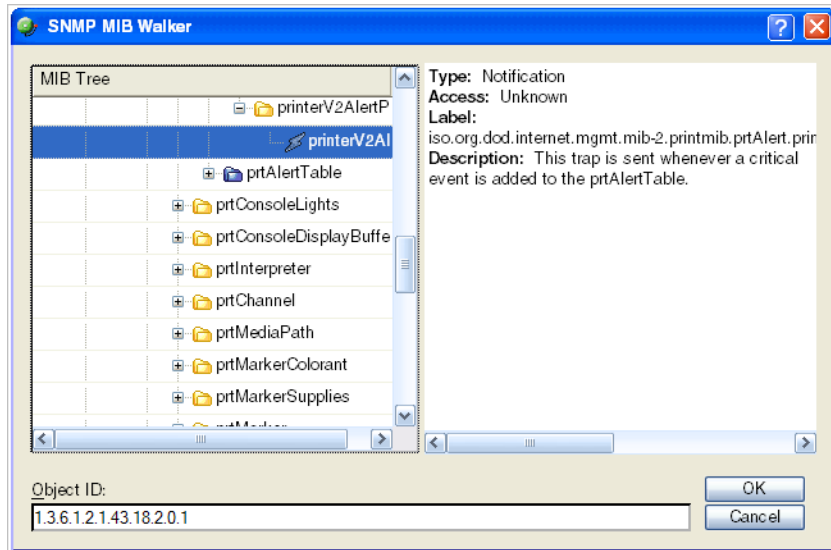 SNMP MIB Walker
MIB Tree
printerV2AlertP
printerV2Al
prtAlertTable
prtConsoleLights
prtConsoleDisplayBuffe
prtInterpreter
prtChannel
prtMediaPath
prtMarkerColorant
prtMarkerSupplies
Type: Notification
Access: Unknown
Label:
iso.org.dod.internet.mgmt.mib-2.printmib.prtAlert.prin
Description: This trap is sent whenever a critical
event is added to the prtAlertTable.
Object ID:
1.3.6.1.2.1.43.18.2.0.1
OK
Cancel